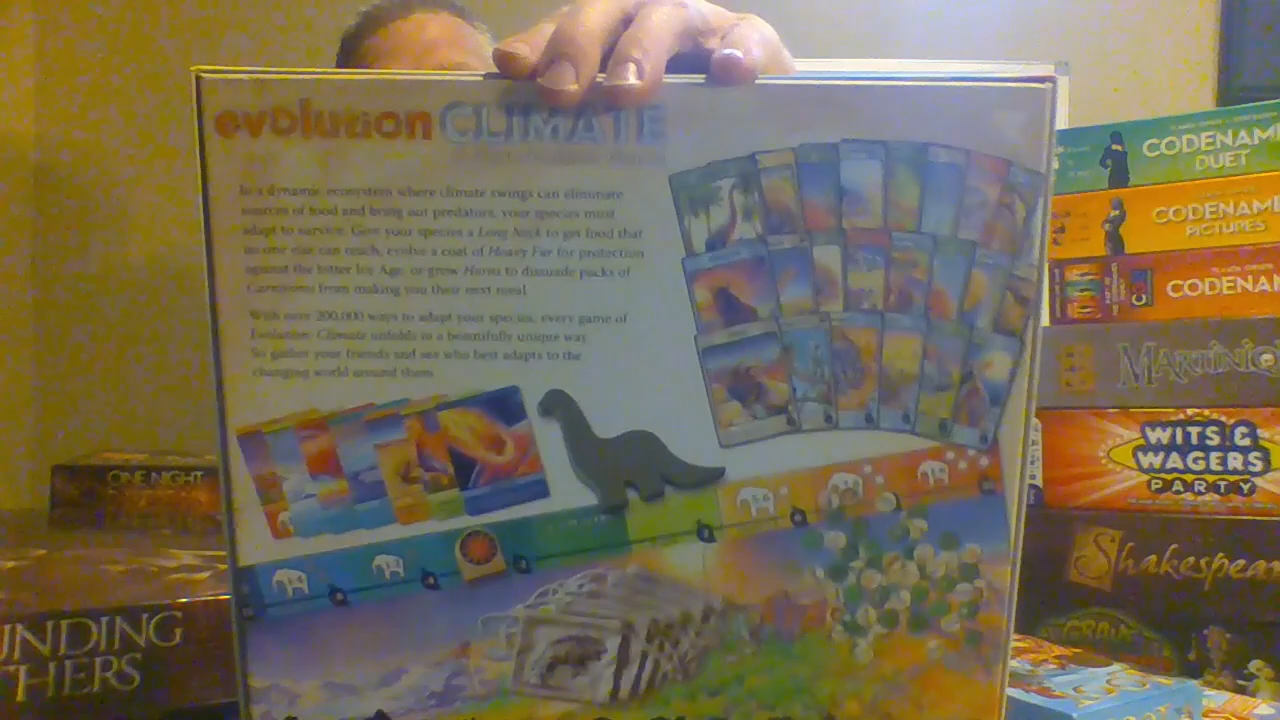 evolution CLIMATE
In a dynamic ecosystem where climate swings can eliminate
sources of food and bring out predators, your species must
adapt to survive. Give your species a Long Neck to get food that
no one else can reach, evolve a coat of Heavy Fur for protection
against the bitter Ice Age, or grow Horns to dissuade packs of
Carnivores from making you their next meal.
With over 200,000 ways to adapt your species, every game of
Evolution: Climate unfolds in a beautifully unique way.
So gather your friends and see who best adapts to the
changing world around them.
CODENAM
DUET
CODENAM
PICTURES
CODENA
MARTINIQ
WITS &
WAGERS
PARTY
Shakespear
ONE NIGHT
UNDING
THERS